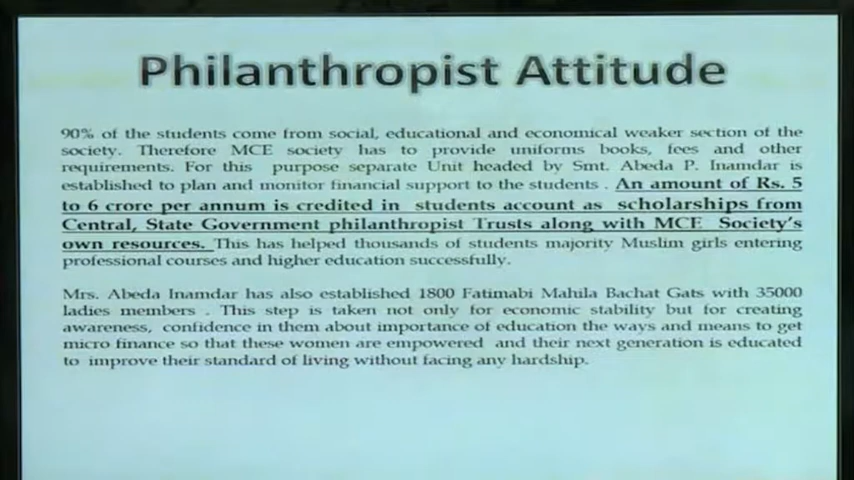 Philanthropist Attitude
90% of the students come from social, educational and economical weaker section of the
society. Therefore MCE society has to provide uniforms books, fees and other
requirements. For this purpose separate Unit headed by Smt. Abeda P. Inamdar is
established to plan and monitor financial support to the students . An amount of Rs. 5
to 6 crore per annum is credited in students account as scholarships from
Central, State Government philanthropist Trusts along with MCE Society's
own resources. This has helped thousands of students majority Muslim girls entering
professional courses and higher education successfully.
Mrs. Abeda Inamdar has also established 1800 Fatimabi Mahila Bachat Gats with 35000
ladies members . This step is taken not only for economic stability but for creating
awareness, confidence in them about importance of education the ways and means to get
micro finance so that these women are empowered and their next generation is educated
to improve their standard of living without facing any hardship.